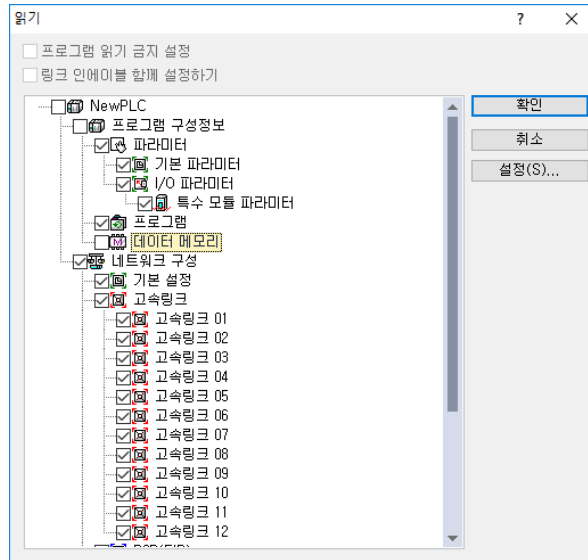 읽기
프로그램 읽기 금지 설정
링크 인에이블 함께 설정하기
NewPLC
프로그램 구성정보
파라미터
기본 파라미터
I/O 파라미터
특수 모듈 파라미터
프로그램
데이터 메모리
네트워크 구성
기본 설정
고속링크
고속링크 01
고속링크 02
고속링크 03
고속링크 04
고속링크 05
고속링크 06
고속링크 07
고속링크 08
고속링크 09
고속링크 10
고속링크 11
고속링크 12
확인
취소
설정(S)...